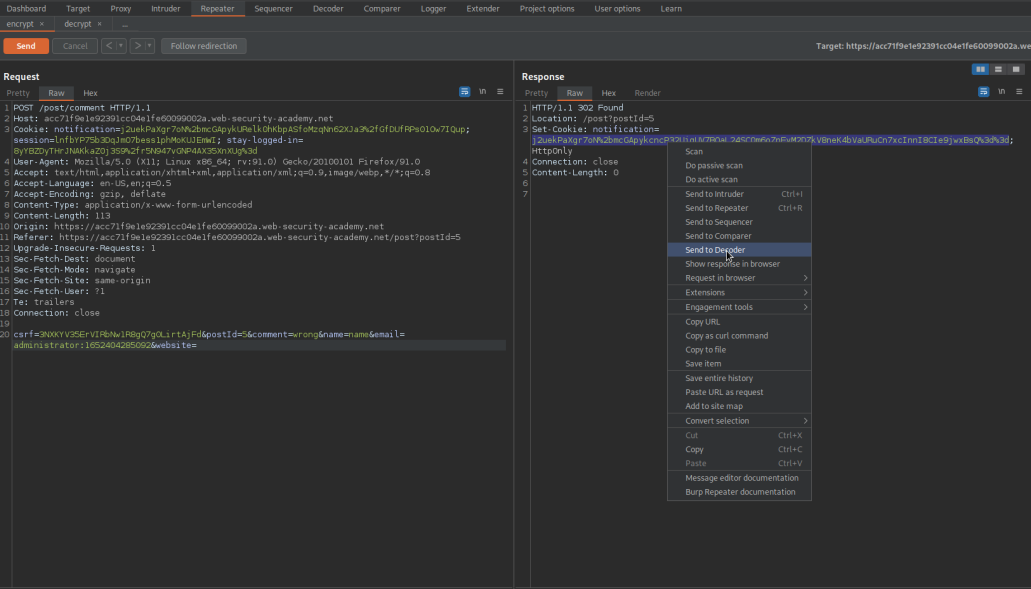 Dashboard Target Proxy Intruder Repeater Sequencer Decoder Comparer Logger Extender Project options User options Learn
encrypt × decrypt × ...
Send Cancel < > Follow redirection Target: https://acc71f9e1e92391cc04e1fe60099002a.we
Request
Pretty Raw Hex \n
1 POST /post/comment HTTP/1.1
2 Host: acc71f9e1e92391cc04e1fe60099002a.web-security-academy.net
3 Cookie: notification=
session=
stay-logged-in=
4 User-Agent: Mozilla/5.0 (X11; Linux x86_64; rv:91.0) Gecko/20100101 Firefox/91.0
5 Accept: text/html,application/xhtml+xml,application/xml;q=0.9,image/webp,*/*;q=0.8
6 Accept-Language: en-US,en;q=0.5
7 Accept-Encoding: gzip, deflate
8 Content-Type: application/x-www-form-urlencoded
9 Content-Length: 113
10 Origin: https://acc71f9e1e92391cc04e1fe60099002a.web-security-academy.net
11 Referer: https://acc71f9e1e92391cc04e1fe60099002a.web-security-academy.net/post?postId=5
12 Upgrade-Insecure-Requests: 1
13 Sec-Fetch-Dest: document
14 Sec-Fetch-Mode: navigate
15 Sec-Fetch-Site: same-origin
16 Sec-Fetch-User: ?1
17 Te: trailers
18 Connection: close
19
20 csrf= &postId=5&comment=wrong&name=name&email=
administrator:1652404285092&website=
Response
Pretty Raw Hex Render \n
1 HTTP/1.1 302 Found
2 Location: /post?postId=5
3 Set-Cookie: notification=
HttpOnly
4 Connection: close
5 Content-Length: 0
6
7
Scan
Do passive scan
Do active scan
Send to Intruder Ctrl+I
Send to Repeater Ctrl+R
Send to Sequencer
Send to Comparer
Send to Decoder
Show response in browser
Request in browser >
Extensions >
Engagement tools >
Copy URL
Copy as curl command
Copy to file
Save item
Save entire history
Paste URL as request
Add to site map
Convert selection >
Cut Ctrl+X
Copy Ctrl+C
Paste Ctrl+V
Message editor documentation
Burp Repeater documentation